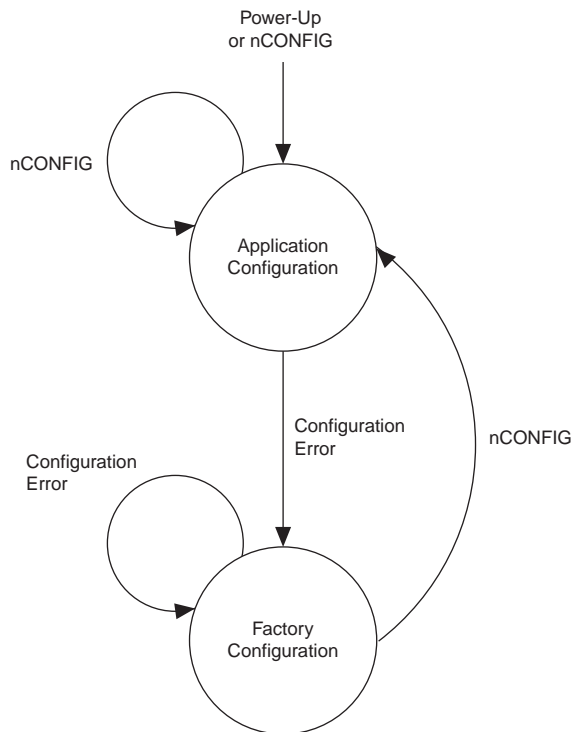 Power-Up
or nCONFIG
nCONFIG
Application
Configuration
Configuration
Error
nCONFIG
Configuration
Error
Factory
Configuration